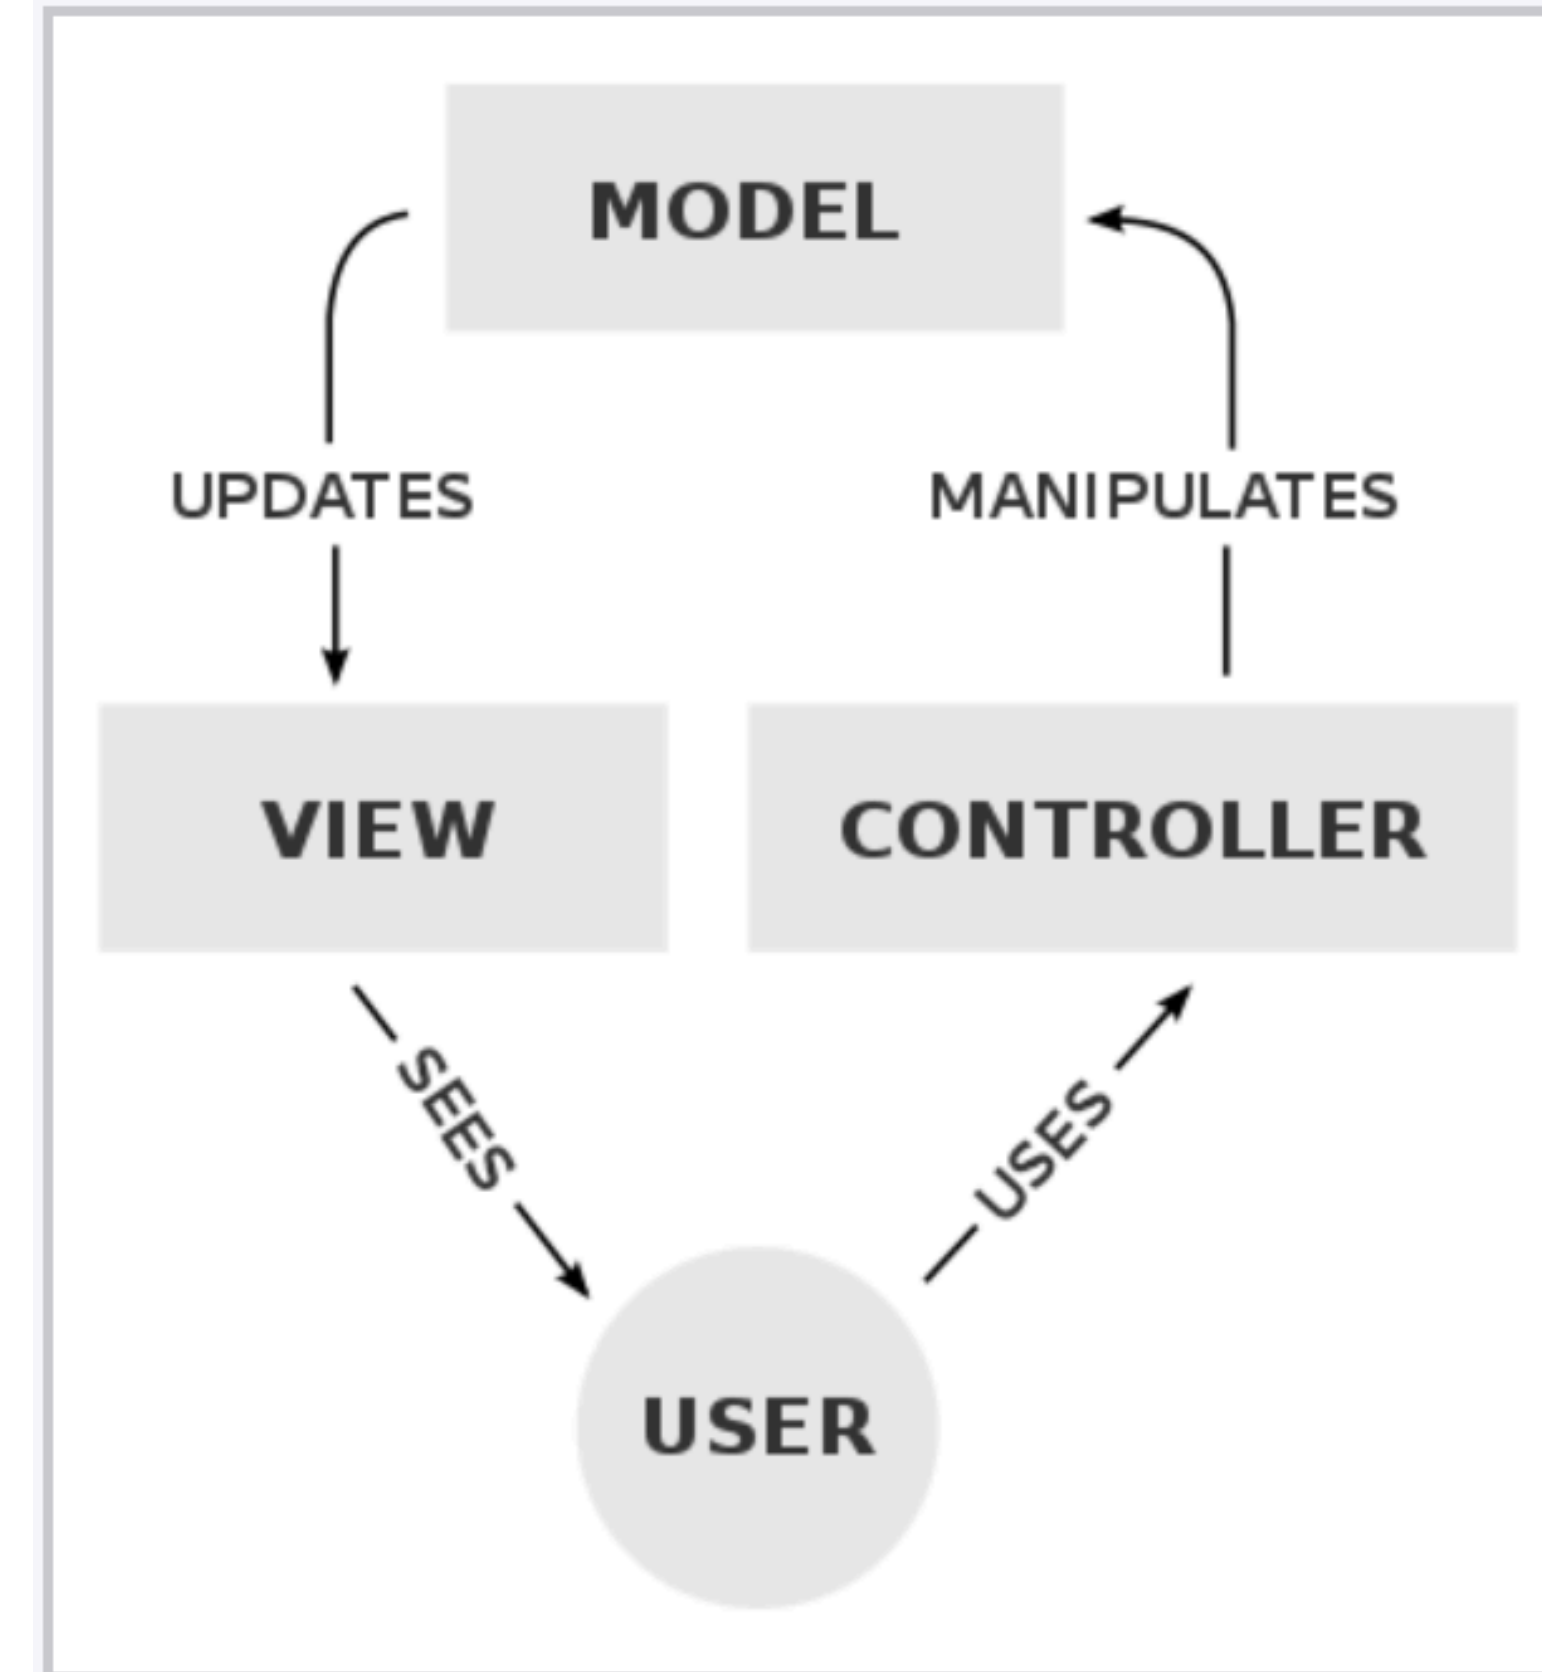 MODEL
UPDATES
MANIPULATES
VIEW
CONTROLLER
SEES
USES
USER